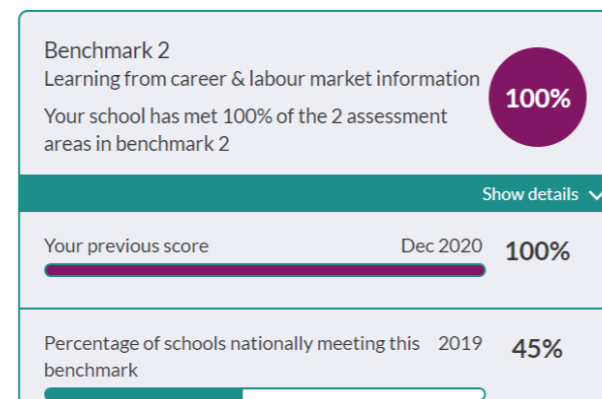 Benchmark 2
Learning from career & labour market information
Your school has met 100% of the 2 assessment
areas in benchmark 2
100%
Show details
Your previous score Dec 2020 100%
Percentage of schools nationally meeting this 2019 45%
benchmark